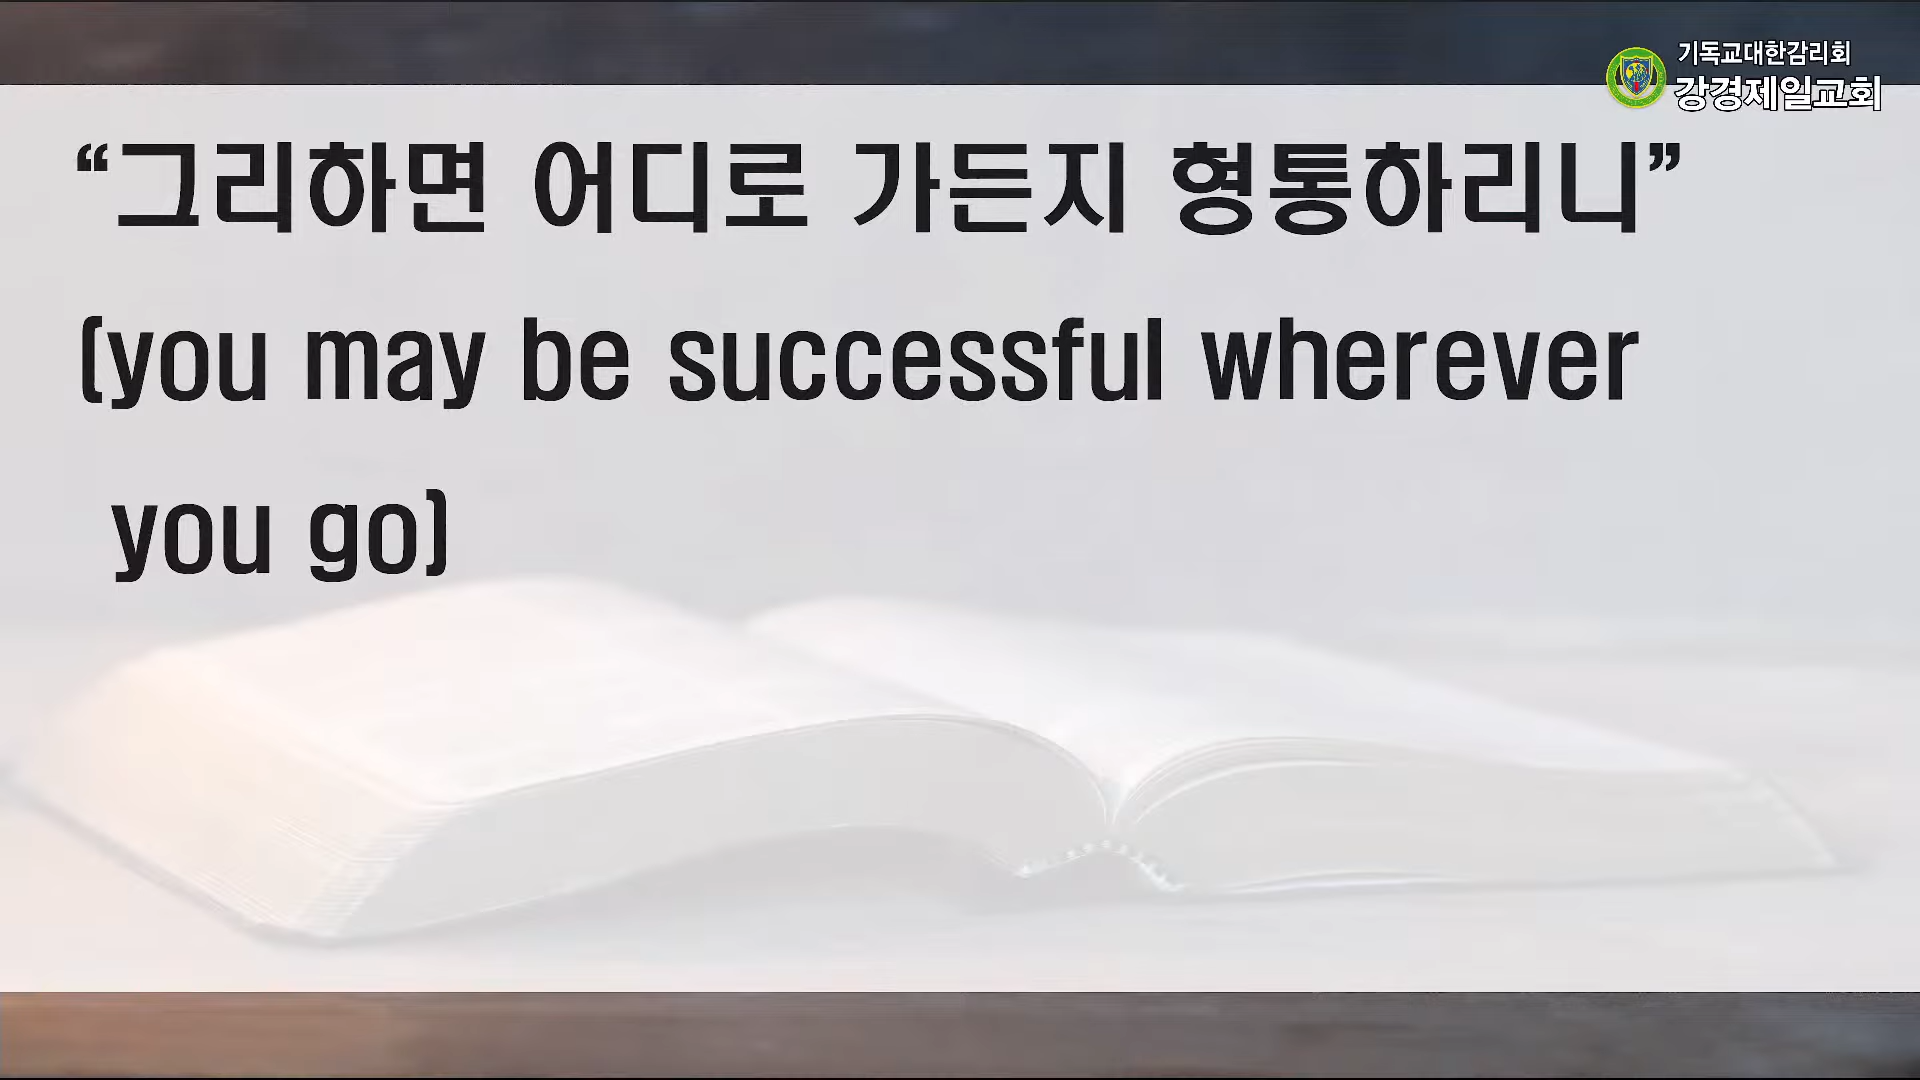 기독교대한감리회
강경제일교회
“그리하면 어디로 가든지 형통하리니”
(you may be successful wherever
you go)